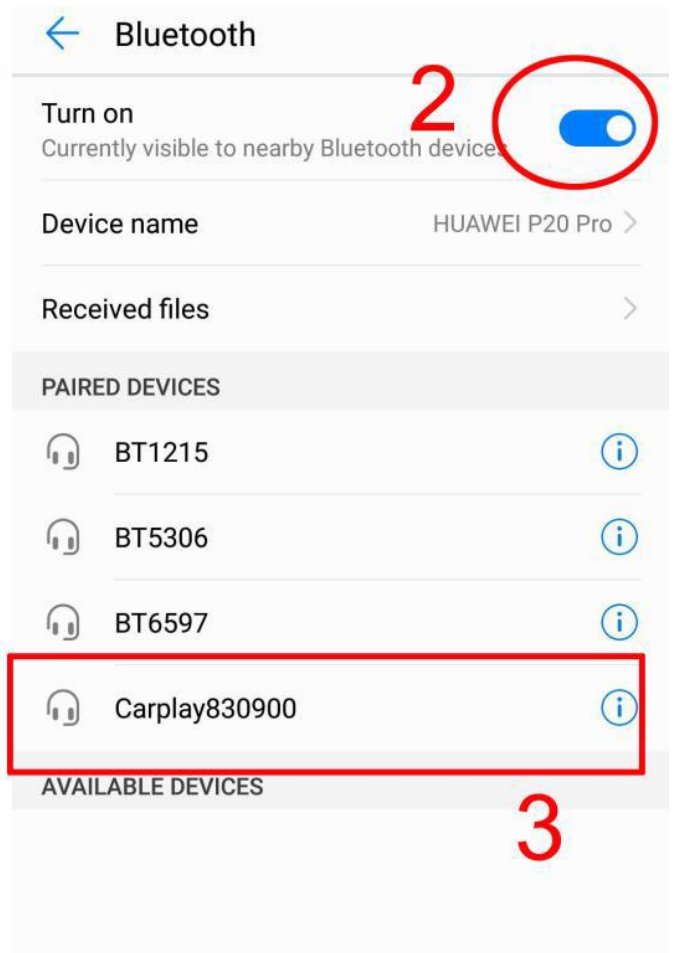 Bluetooth
2
Turn on
Currently visible to nearby Bluetooth devices
Device name HUAWEI P20 Pro
Received files
PAIRED DEVICES
BT1215
BT5306
BT6597
Carplay830900
AVAILABLE DEVICES
3